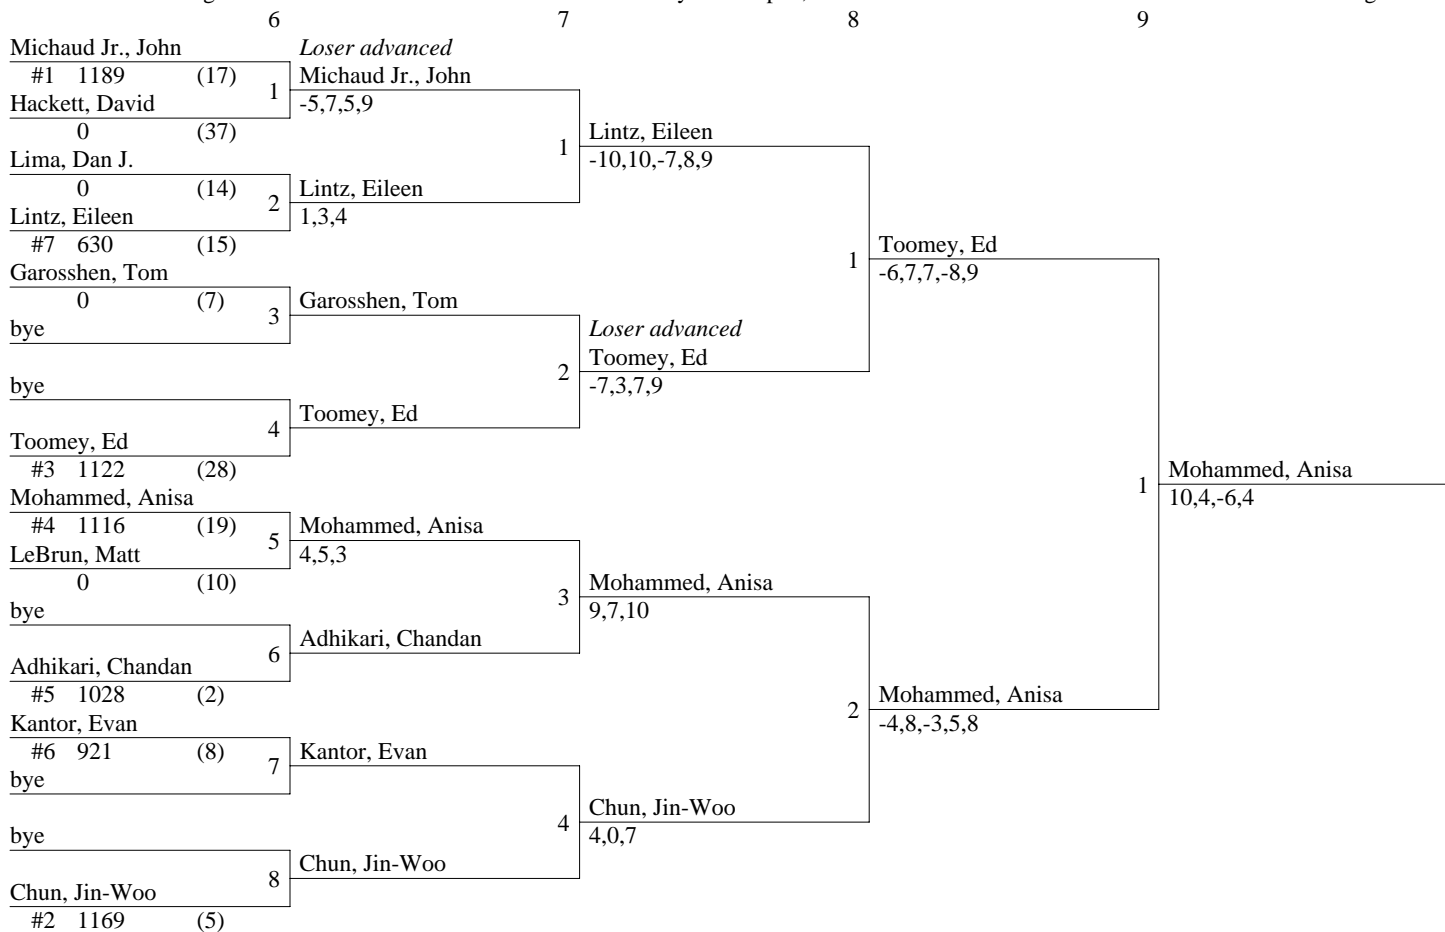 6 7 8 9
Michaud Jr., John
#1 1189 (17)
Hackett, David
0 (37)
Lima, Dan J.
0 (14)
Lintz, Eileen
#7 630 (15)
Garosshen, Tom
0 (7)
bye
bye
Toomey, Ed
#3 1122 (28)
Mohammed, Anisa
#4 1116 (19)
LeBrun, Matt
0 (10)
bye
Adhikari, Chandan
#5 1028 (2)
Kantor, Evan
#6 921 (8)
bye
bye
Chun, Jin-Woo
#2 1169 (5)
Loser advanced
1 Michaud Jr., John
-5,7,5,9
2 Lintz, Eileen
1,3,4
3 Garosshen, Tom
4 Toomey, Ed
5 Mohammed, Anisa
4,5,3
6 Adhikari, Chandan
7 Kantor, Evan
8 Chun, Jin-Woo
1 Lintz, Eileen
-10,10,-7,8,9
Loser advanced
2 Toomey, Ed
-7,3,7,9
3 Mohammed, Anisa
9,7,10
4 Chun, Jin-Woo
4,0,7
1 Toomey, Ed
-6,7,7,-8,9
2 Mohammed, Anisa
-4,8,-3,5,8
1 Mohammed, Anisa
10,4,-6,4